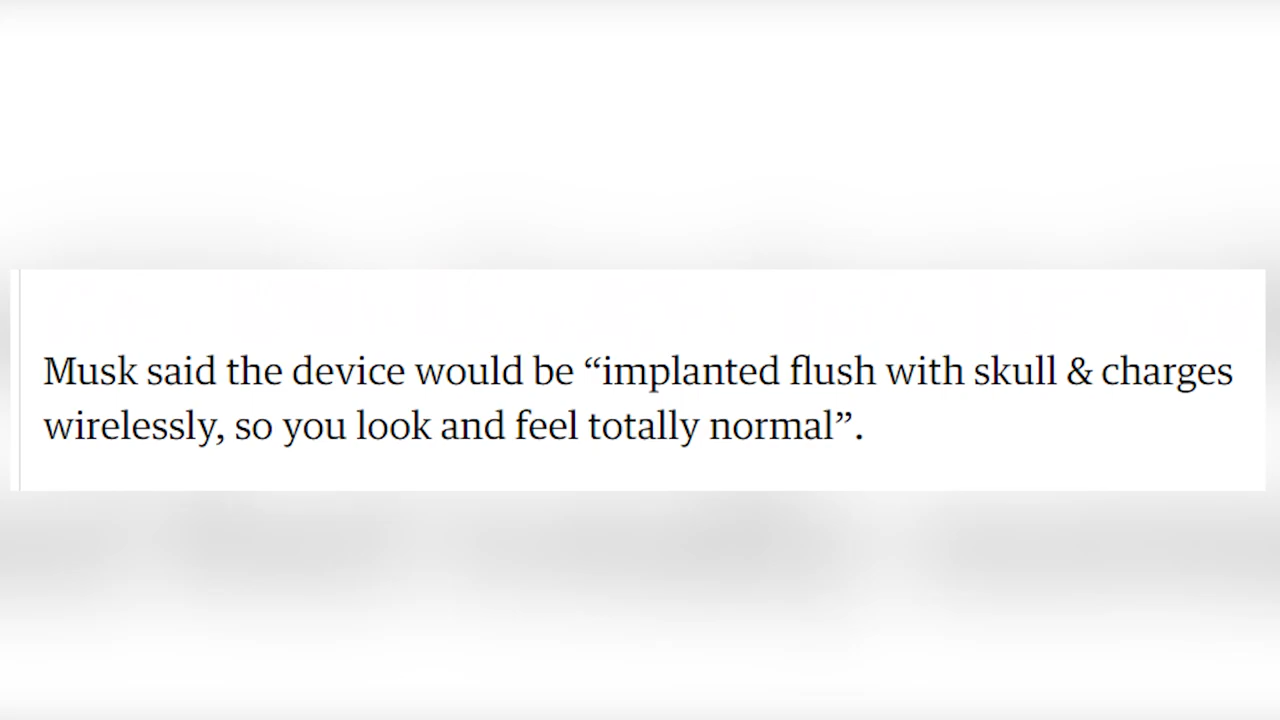 Musk said the device would be “implanted flush with skull & charges
wirelessly, so you look and feel totally normal”.